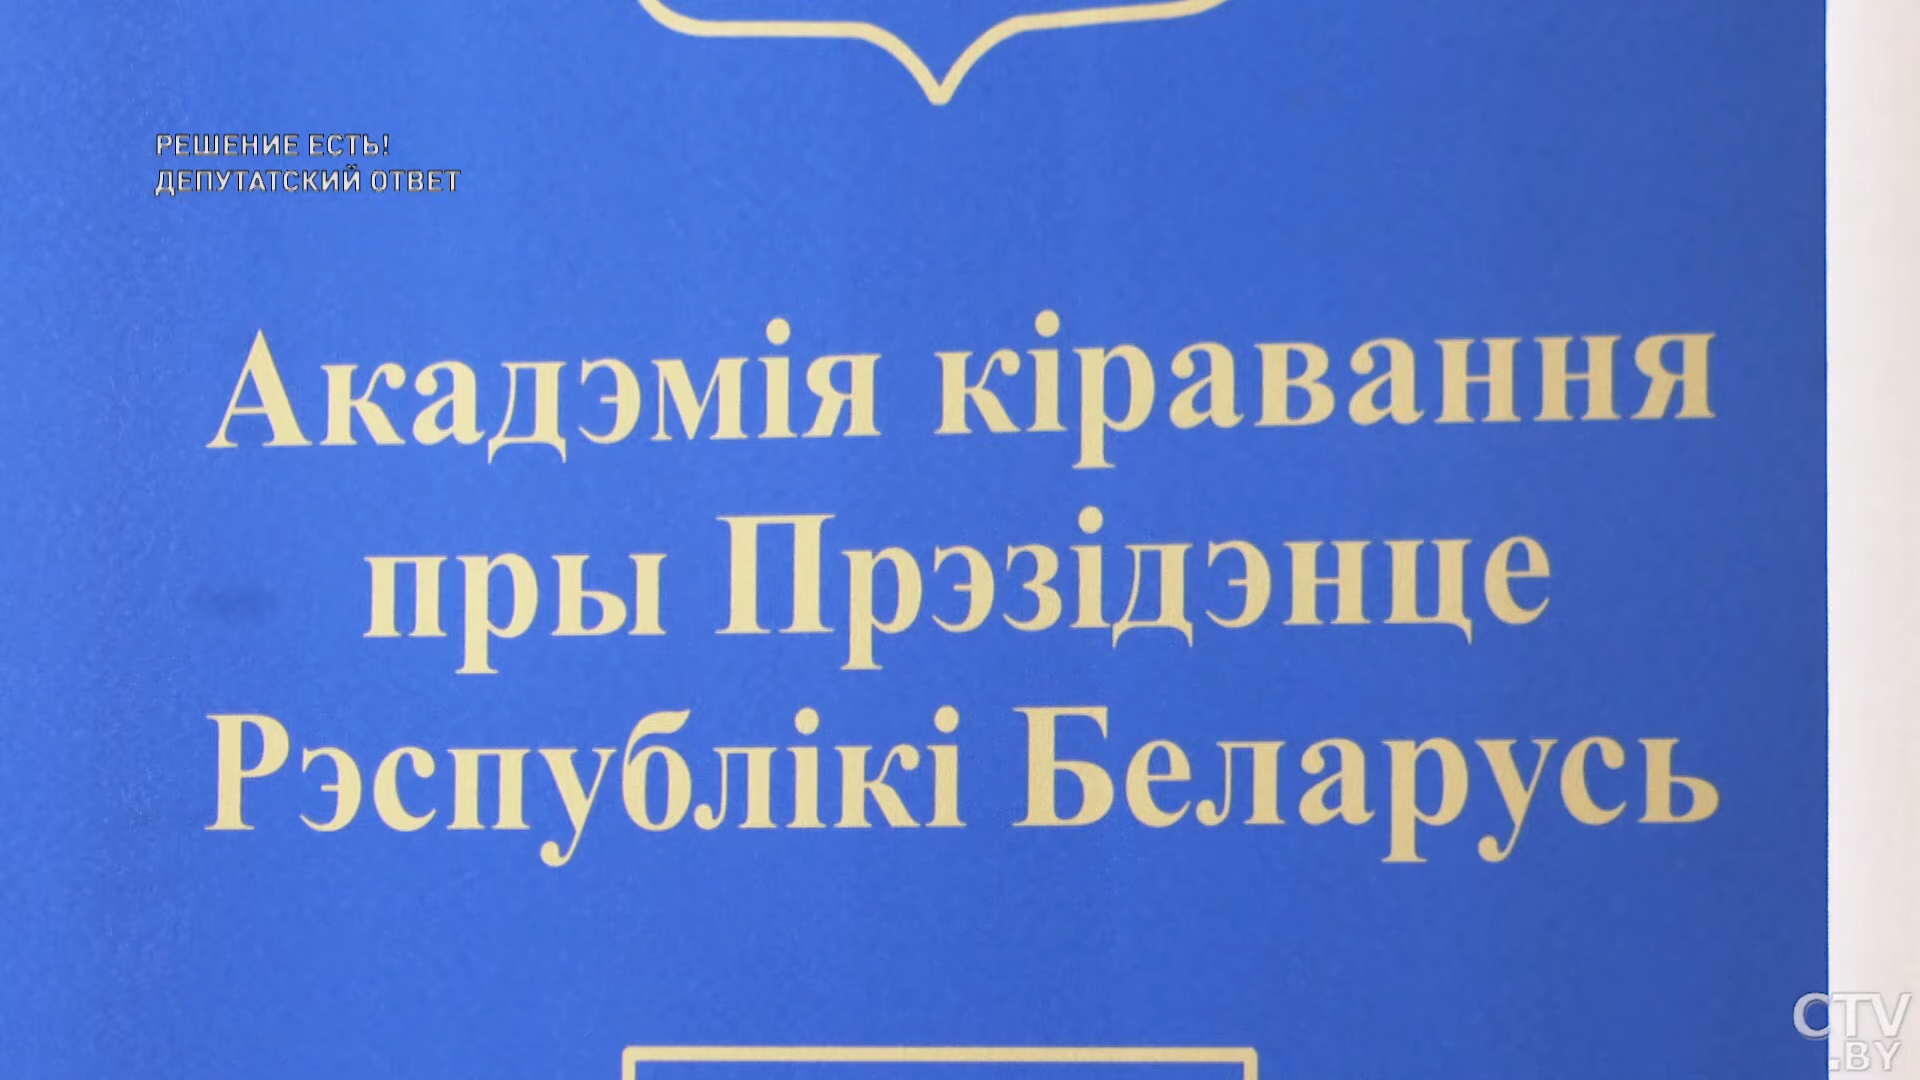 РЕШЕНИЕ ЕСТЬ!
ДЕПУТАТСКИЙ ОТВЕТ
Акадэмія кіравання
пры Прэзідэнце
Рэспублікі Беларусь
CTV
.BY